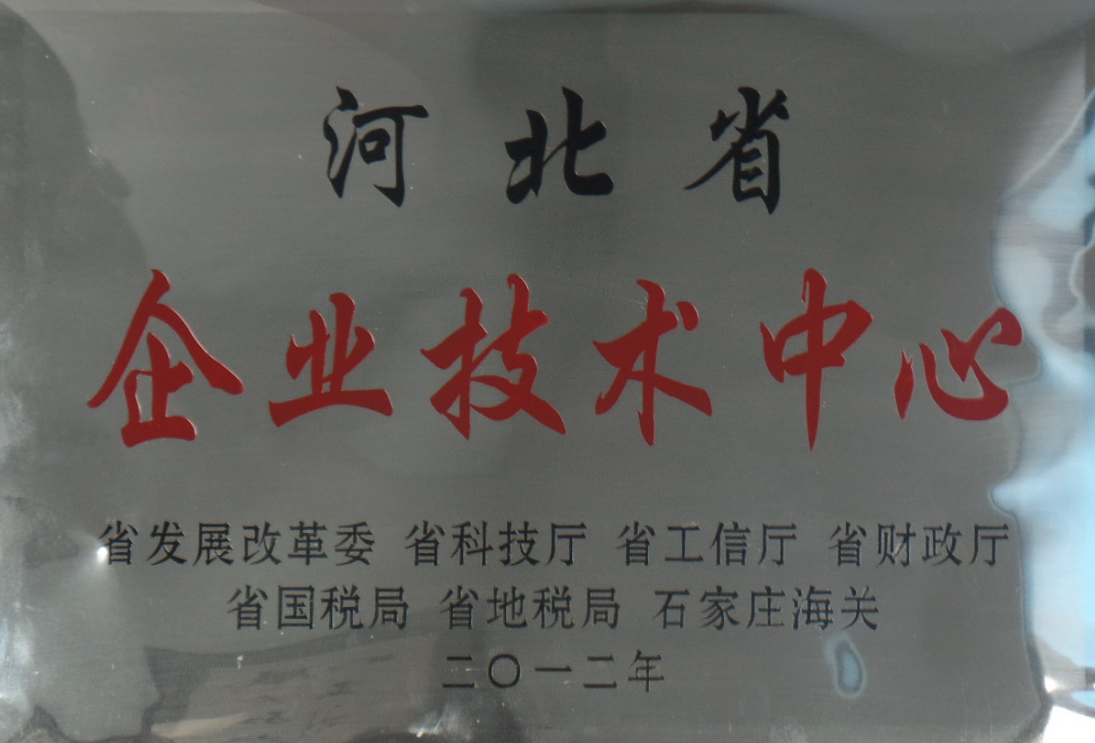 河北省
企业技术中心
省发展改革委 省科技厅 省工信厅 省财政厅
省国税局 省地税局 石家庄海关
二〇一二年